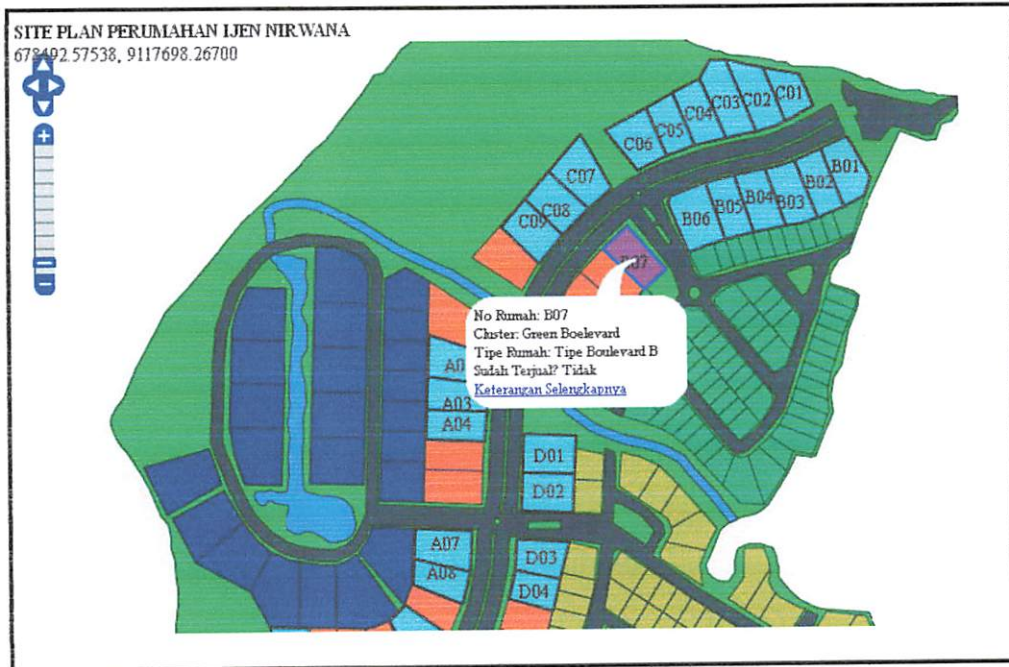 SITE PLAN PERUMAHAN IJEN NIRWANA
678492.57538, 9117698.26700
C01
C02
C03
C04
C05
C06
C07
C08
C09
B01
B02
B03
B04
B05
B06
B07
No Rumah: B07
Cluster: Green Boelevard
Tipe Rumah: Tipe Boulevard B
Sudah Terjual? Tidak
Keterangan Selengkapnya
A03
A04
D01
D02
A07
A08
D03
D04